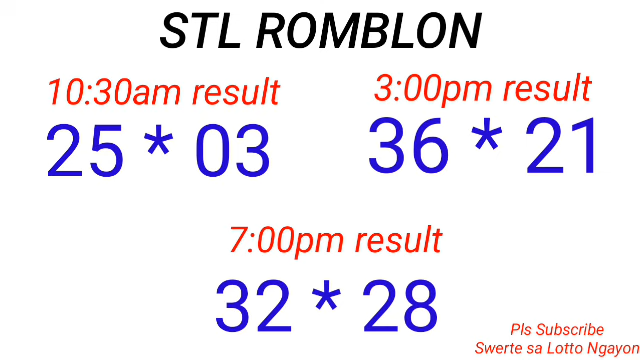 STL ROMBLON
10:30am result
25 * 03
3:00pm result
36 * 21
7:00pm result
32 * 28
Pls Subscribe
Swerte sa Lotto Ngayon